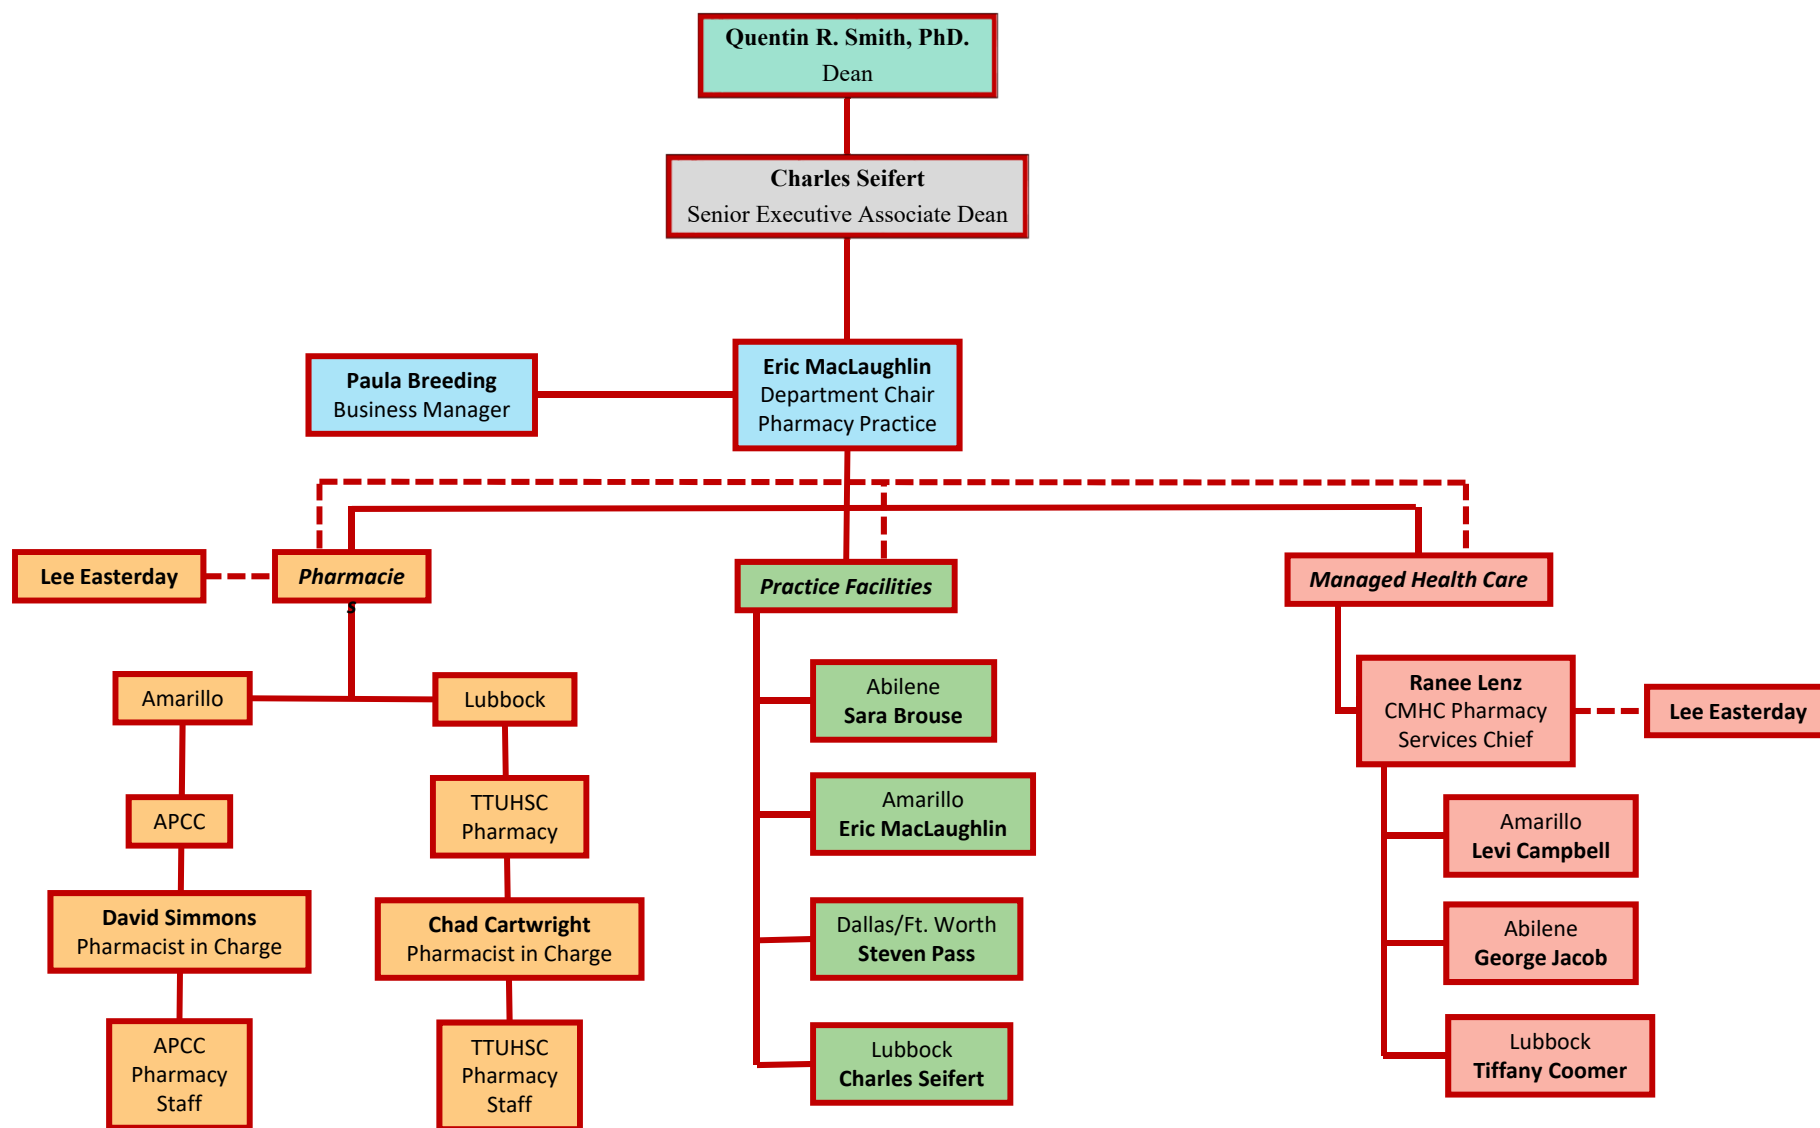 Quentin R. Smith, PhD.
Dean
Charles Seifert
Senior Executive Associate Dean
Paula Breeding
Business Manager
Eric MacLaughlin
Department Chair
Pharmacy Practice
Lee Easterday
Pharmacie
s
Practice Facilities
Managed Health Care
Amarillo
Lubbock
APCC
TTUHSC
Pharmacy
David Simmons
Pharmacist in Charge
Chad Cartwright
Pharmacist in Charge
APCC
Pharmacy
Staff
TTUHSC
Pharmacy
Staff
Abilene
Sara Brouse
Amarillo
Eric MacLaughlin
Dallas/Ft. Worth
Steven Pass
Lubbock
Charles Seifert
Ranee Lenz
CMHC Pharmacy
Services Chief
Lee Easterday
Amarillo
Levi Campbell
Abilene
George Jacob
Lubbock
Tiffany Coomer